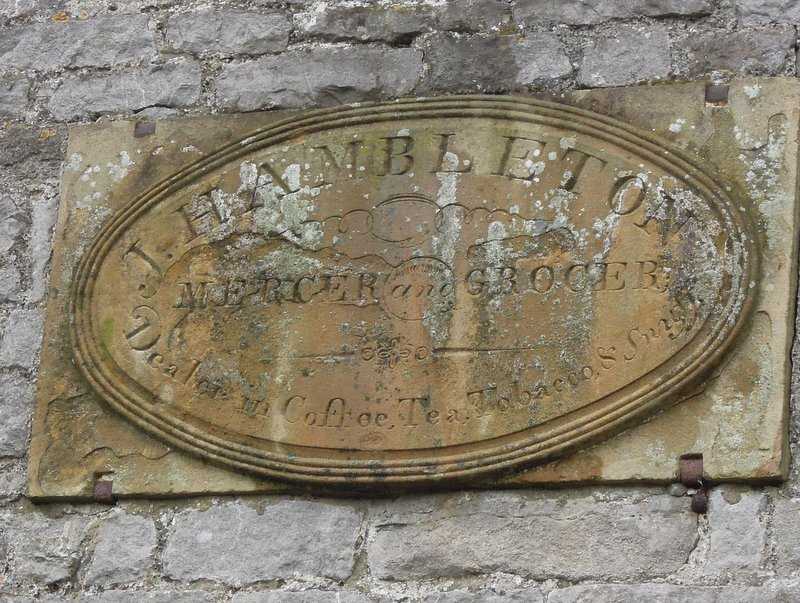 J. HAMBLETON
MERCER and GROCER
Dealer in Coffee, Tea, Tobacco, & Snuff